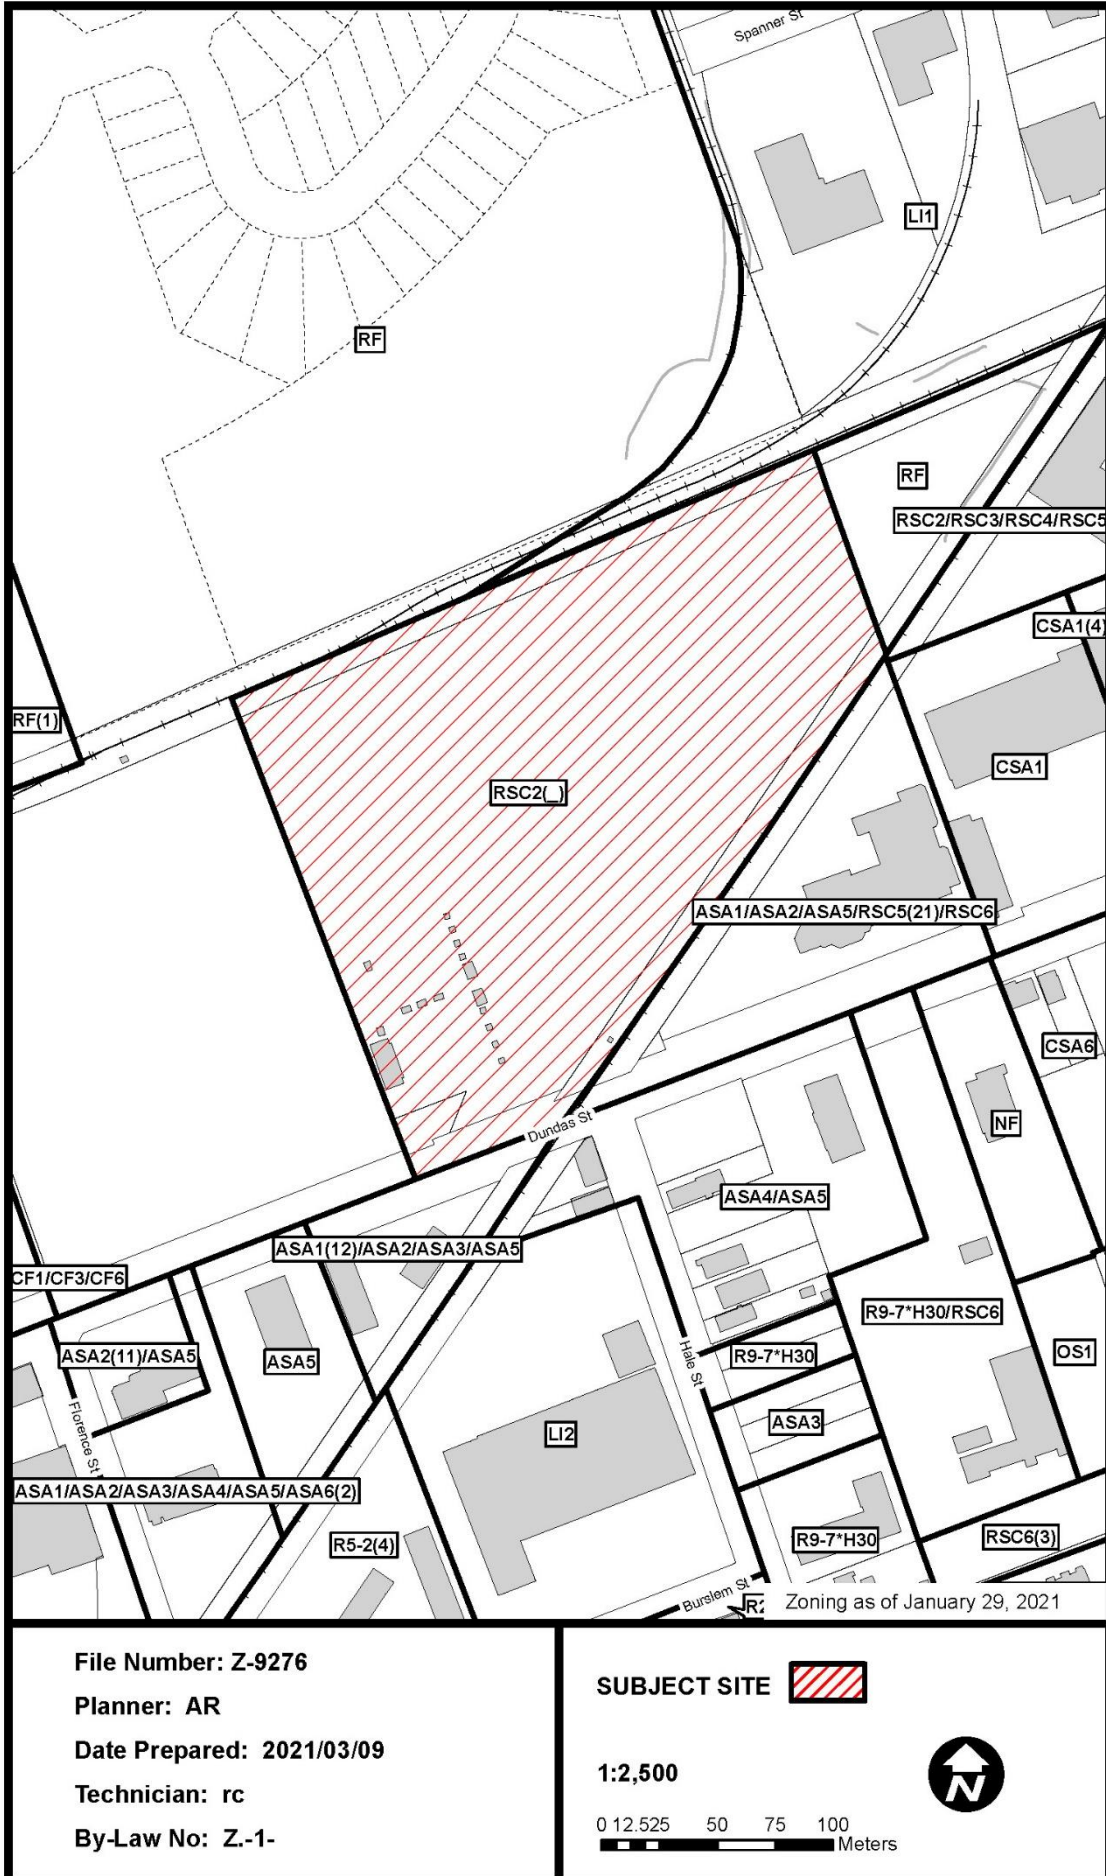 Spanner St
LI1
RF
RF
RSC2/RSC3/RSC4/RSC5
CSA1(4)
RF(1)
CSA1
RSC2(_)
ASA1/ASA2/ASA5/RSC5(21)/RSC6
CSA6
NF
Dundas St
ASA4/ASA5
ASA1(12)/ASA2/ASA3/ASA5
CF1/CF3/CF6
R9-7*H30/RSC6
ASA2(11)/ASA5
ASA5
R9-7*H30
OS1
Hale St
ASA3
Florence St
LI2
ASA1/ASA2/ASA3/ASA4/ASA5/ASA6(2)
R5-2(4)
R9-7*H30
RSC6(3)
Burslem St
R2
Zoning as of January 29, 2021
File Number: Z-9276
Planner: AR
Date Prepared: 2021/03/09
Technician: rc
By-Law No: Z.-1-
SUBJECT SITE
1:2,500
N
0 12.525 50 75 100
Meters